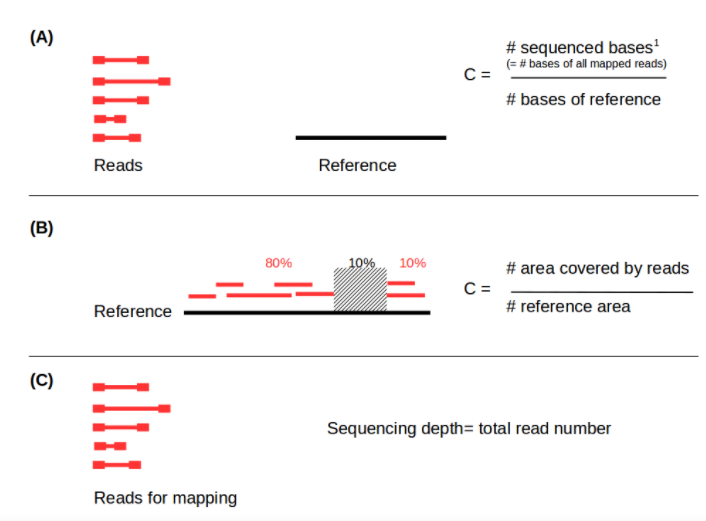 (A)
# sequenced bases¹
(= # bases of all mapped reads)
C =
# bases of reference
Reads
Reference
(B)
80%
10%
10%
# area covered by reads
C =
# reference area
Reference
(C)
Sequencing depth= total read number
Reads for mapping